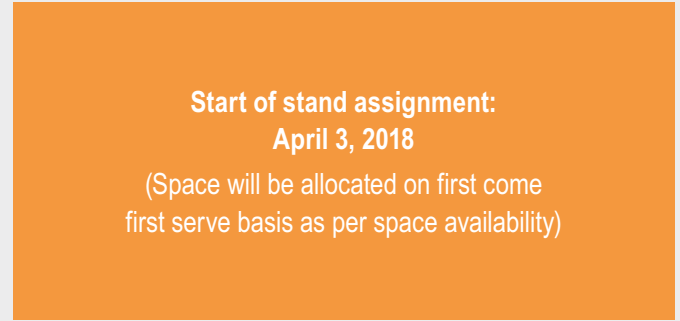 Start of stand assignment:
April 3, 2018
(Space will be allocated on first come
first serve basis as per space availability)